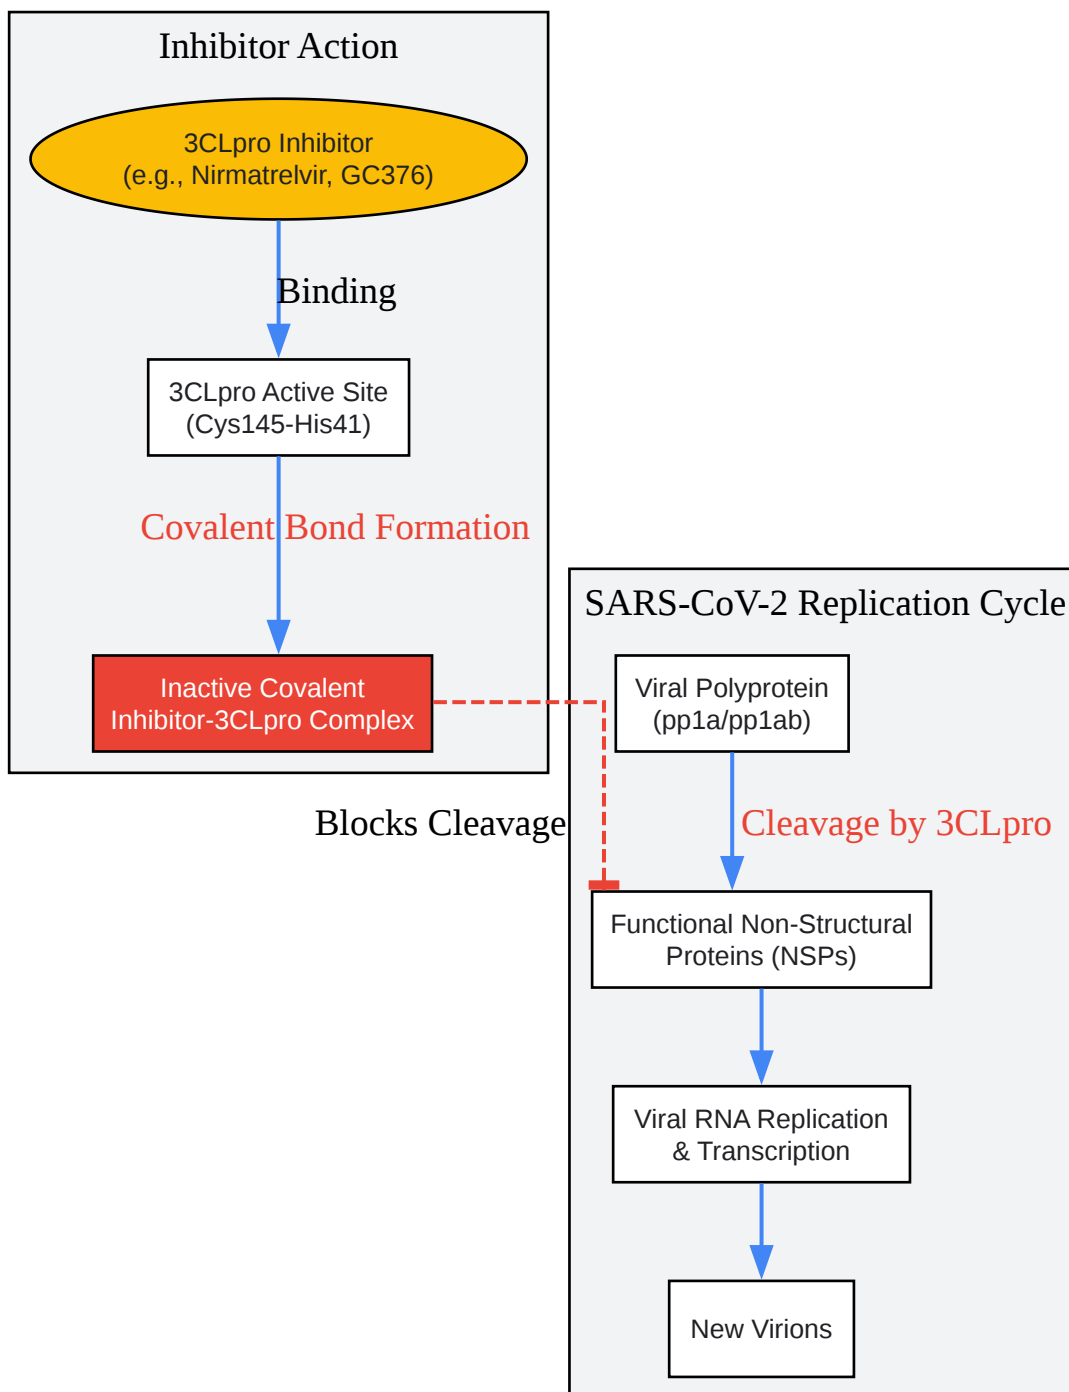 Inhibitor Action
3CLpro Inhibitor
(e.g., Nirmatrelvir, GC376)
Binding
3CLpro Active Site
(Cys145-His41)
Covalent Bond Formation
Inactive Covalent
Inhibitor-3CLpro Complex
Blocks Cleavage
SARS-CoV-2 Replication Cycle
Viral Polyprotein
(pp1a/pp1ab)
Cleavage by 3CLpro
Functional Non-Structural
Proteins (NSPs)
Viral RNA Replication
& Transcription
New Virions